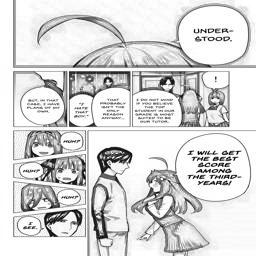 UNDER-
STOOD.
!
I DO NOT MIND
IF YOU BELIEVE
THE TOP
STUDENT IN OUR
GRADE IS MOST
SUITED TO BE
OUR TUTOR.
THAT
PROBABLY
ISN'T THE
ONLY
REASON
ANYWAY...
"I
HATE
THAT
BOY."
BUT, IN THAT
CASE, I HAVE
PLANS OF MY
OWN.
I WILL GET
THE BEST
SCORE
AMONG
THE THIRD-
YEARS!
HUH?
HUH?
HUH?
I
SEE.